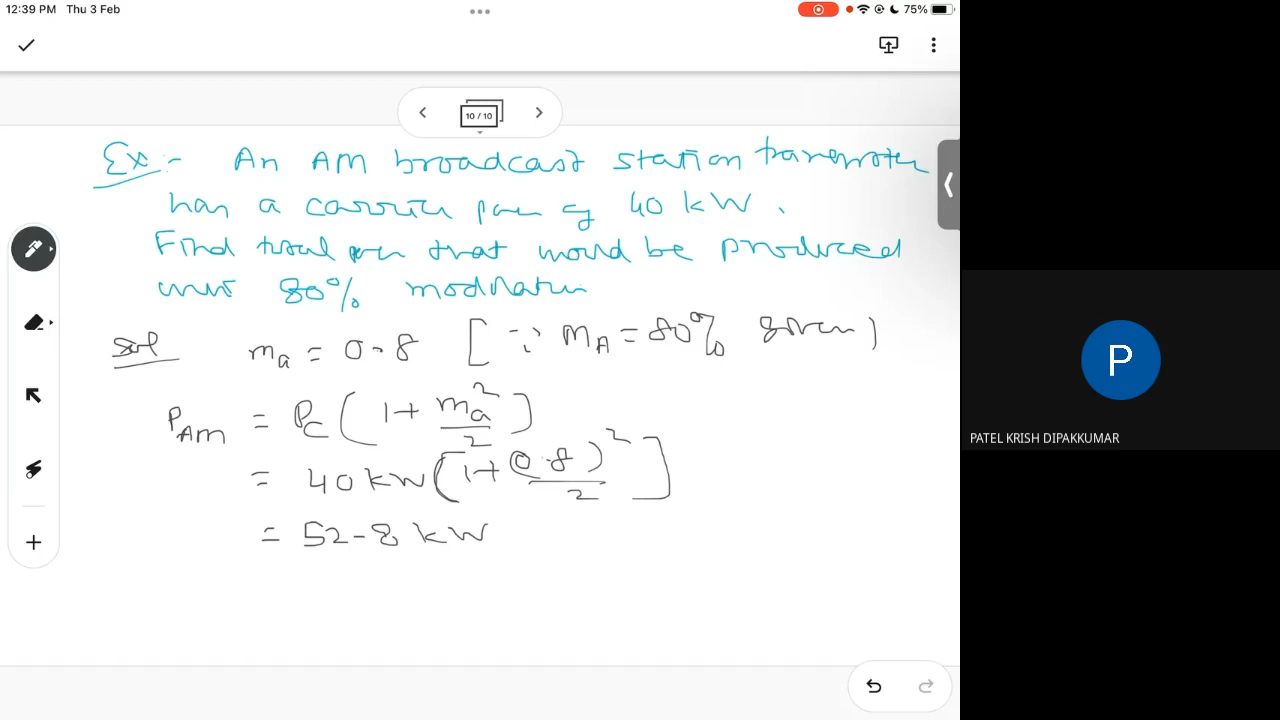 12:39 PM Thu 3 Feb
75%
10 / 10
Ex:- An AM broadcast station transmitter
has a carrier power of 40 kW.
Find total power that would be produced
with 80% modulation
Sol ma = 0.8 [∵ mA = 80% given]
PAM = Pc (1 + ma²/2)
= 40 kW [1 + (0.8)²/2]
= 52.8 kW
P
PATEL KRISH DIPAKKUMAR